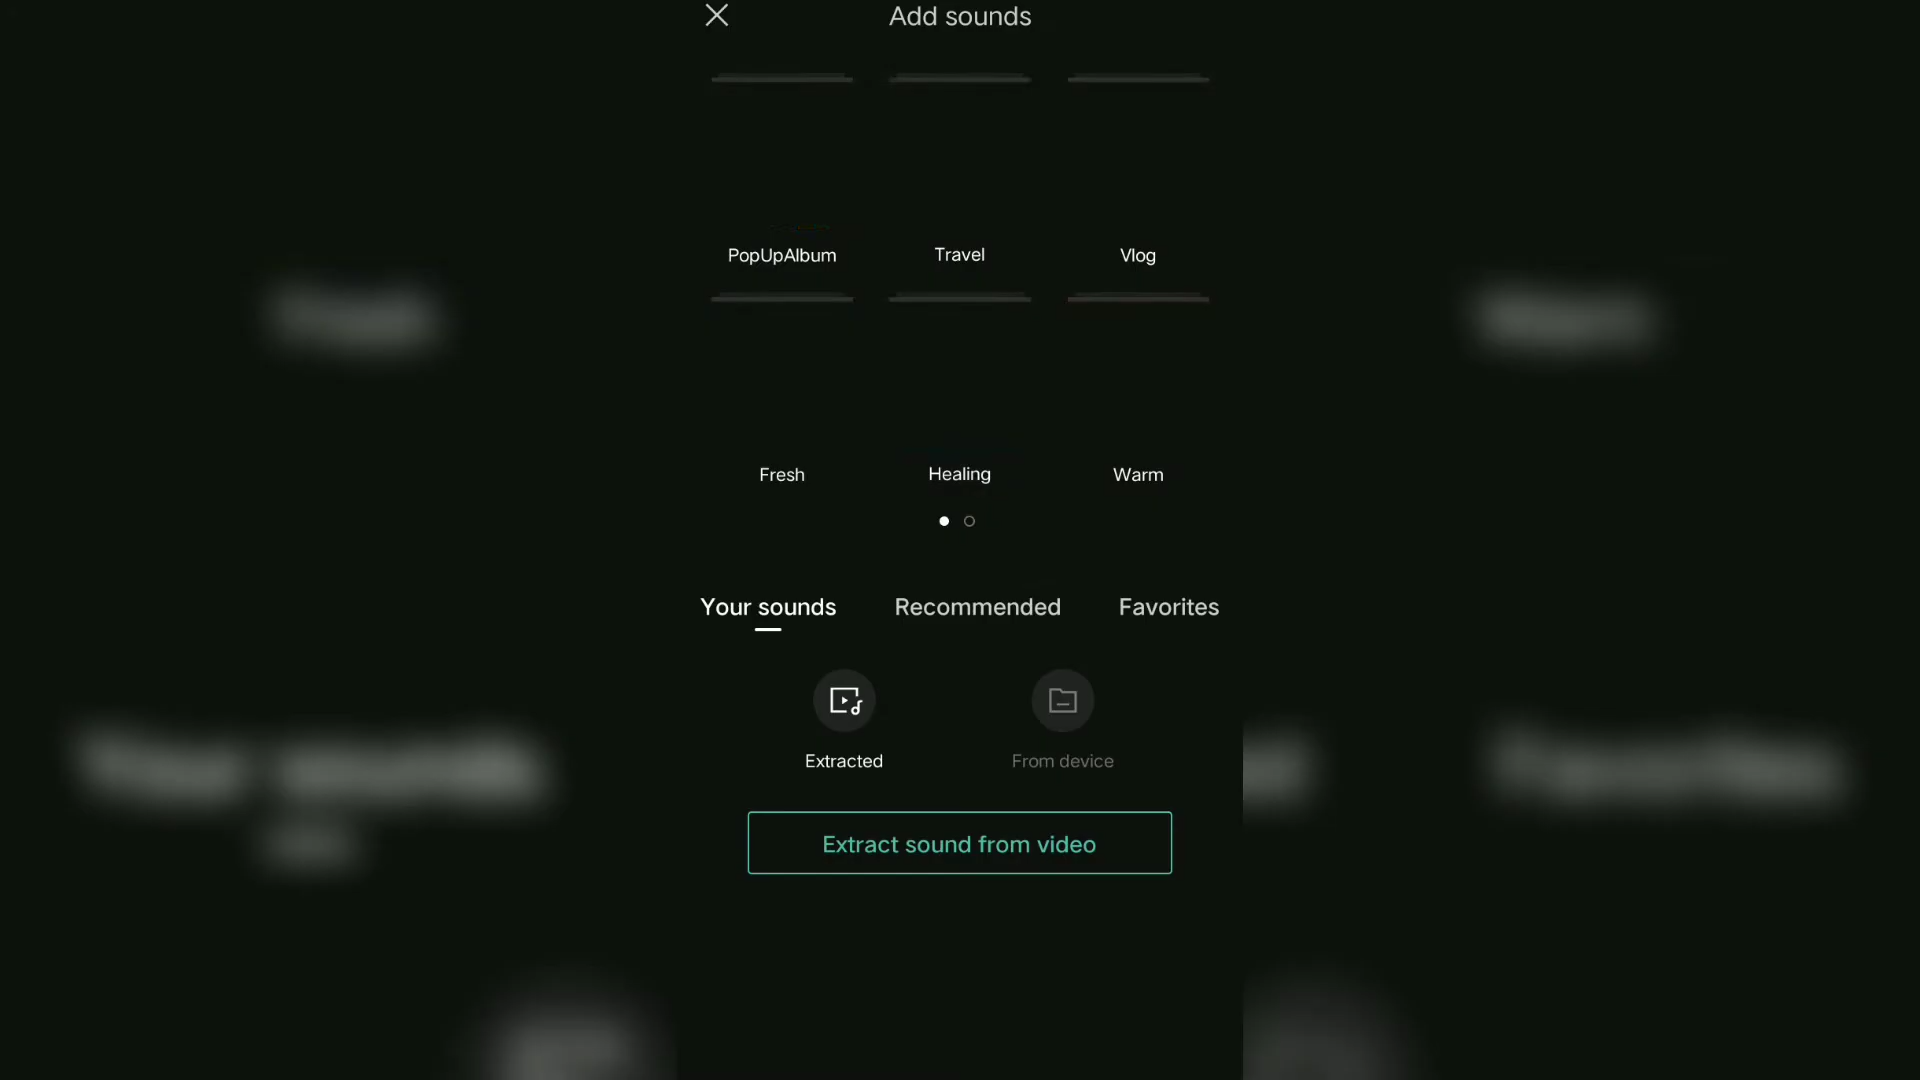 Add sounds
PopUpAlbum Travel Vlog
Fresh Healing Warm
Your sounds Recommended Favorites
Extracted From device
Extract sound from video